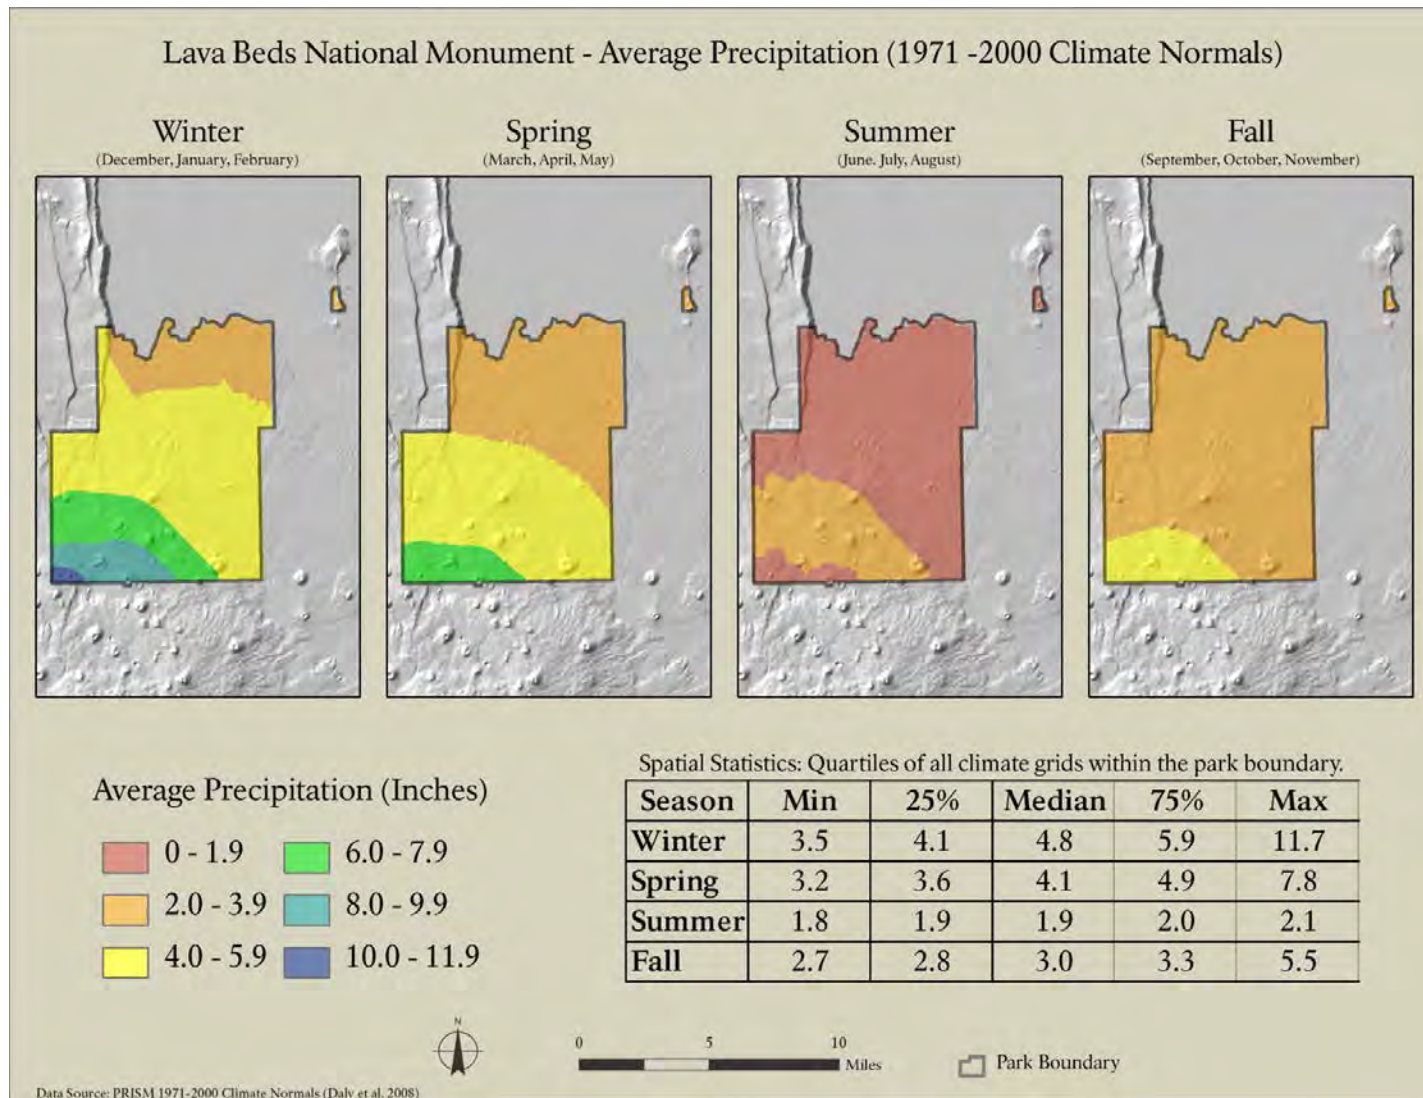 Lava Beds National Monument - Average Precipitation (1971 -2000 Climate Normals)
Winter
(December, January, February)
Spring
(March, April, May)
Summer
(June. July, August)
Fall
(September, October, November)
Average Precipitation (Inches)
0 - 1.9
6.0 - 7.9
2.0 - 3.9
8.0 - 9.9
4.0 - 5.9
10.0 - 11.9
Spatial Statistics: Quartiles of all climate grids within the park boundary.
Season Min 25% Median 75% Max
Winter 3.5 4.1 4.8 5.9 11.7
Spring 3.2 3.6 4.1 4.9 7.8
Summer 1.8 1.9 1.9 2.0 2.1
Fall 2.7 2.8 3.0 3.3 5.5
N
0 5 10
Miles
Park Boundary
Data Source: PRISM 1971-2000 Climate Normals (Daly et al. 2008)